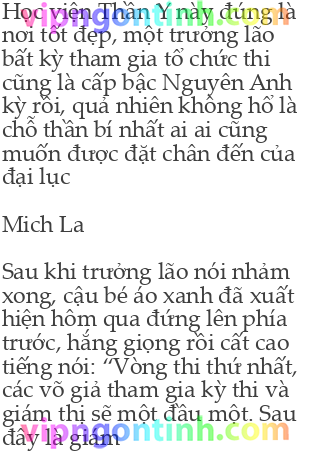 Học viện Thần Y này đúng là
nơi tốt đẹp, một trưởng lão
bất kỳ tham gia tổ chức thi
cũng là cấp bậc Nguyên Anh
kỳ rồi, quả nhiên không hổ là
chỗ thần bí nhất ai ai cũng
muốn được đặt chân đến của
đại lục
Mich La
Sau khi trưởng lão nói nhảm
xong, cậu bé áo xanh đã xuất
hiện hôm qua đứng lên phía
trước, hắng giọng rồi cất cao
tiếng nói: “Vòng thi thứ nhất,
các võ giả tham gia kỳ thi và
giám thị sẽ một đầu một. Sau
đây là giám
vipngontinh.com
vipngontinh.com